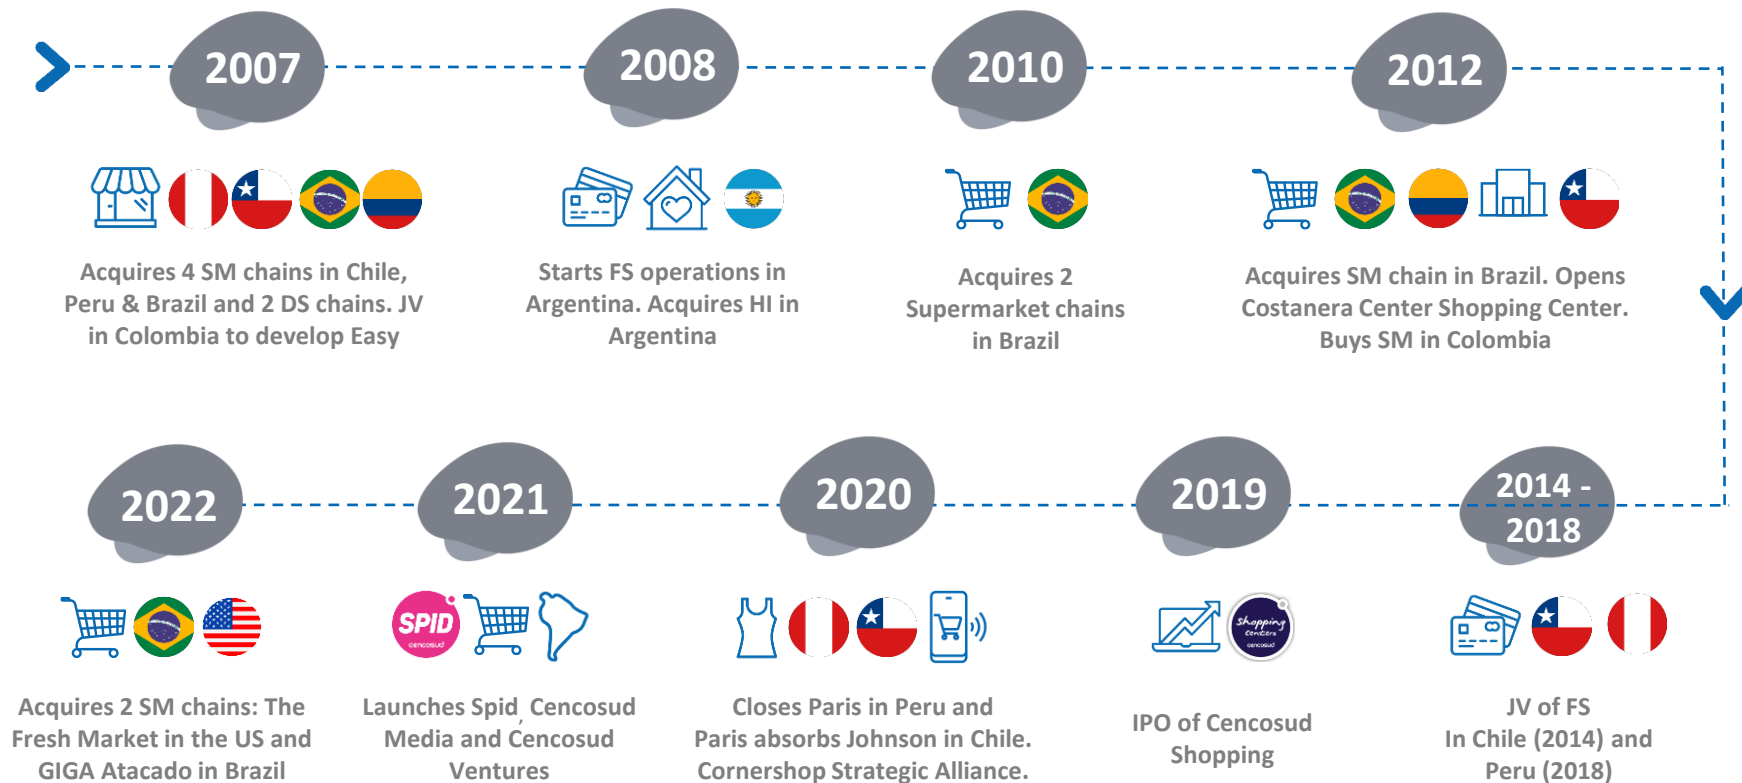 2007
2008
2010
2012
Acquires 4 SM chains in Chile,
Peru & Brazil and 2 DS chains. JV
in Colombia to develop Easy
Starts FS operations in
Argentina. Acquires HI in
Argentina
Acquires 2
Supermarket chains
in Brazil
Acquires SM chain in Brazil. Opens
Costanera Center Shopping Center.
Buys SM in Colombia
2014 -
2018
2019
2020
2021
2022
JV of FS
In Chile (2014) and
Peru (2018)
Shopping
Centers
cencosud
IPO of Cencosud
Shopping
Closes Paris in Peru and
Paris absorbs Johnson in Chile.
Cornershop Strategic Alliance.
SPID
cencosud
Launches Spid, Cencosud
Media and Cencosud
Ventures
Acquires 2 SM chains: The
Fresh Market in the US and
GIGA Atacado in Brazil